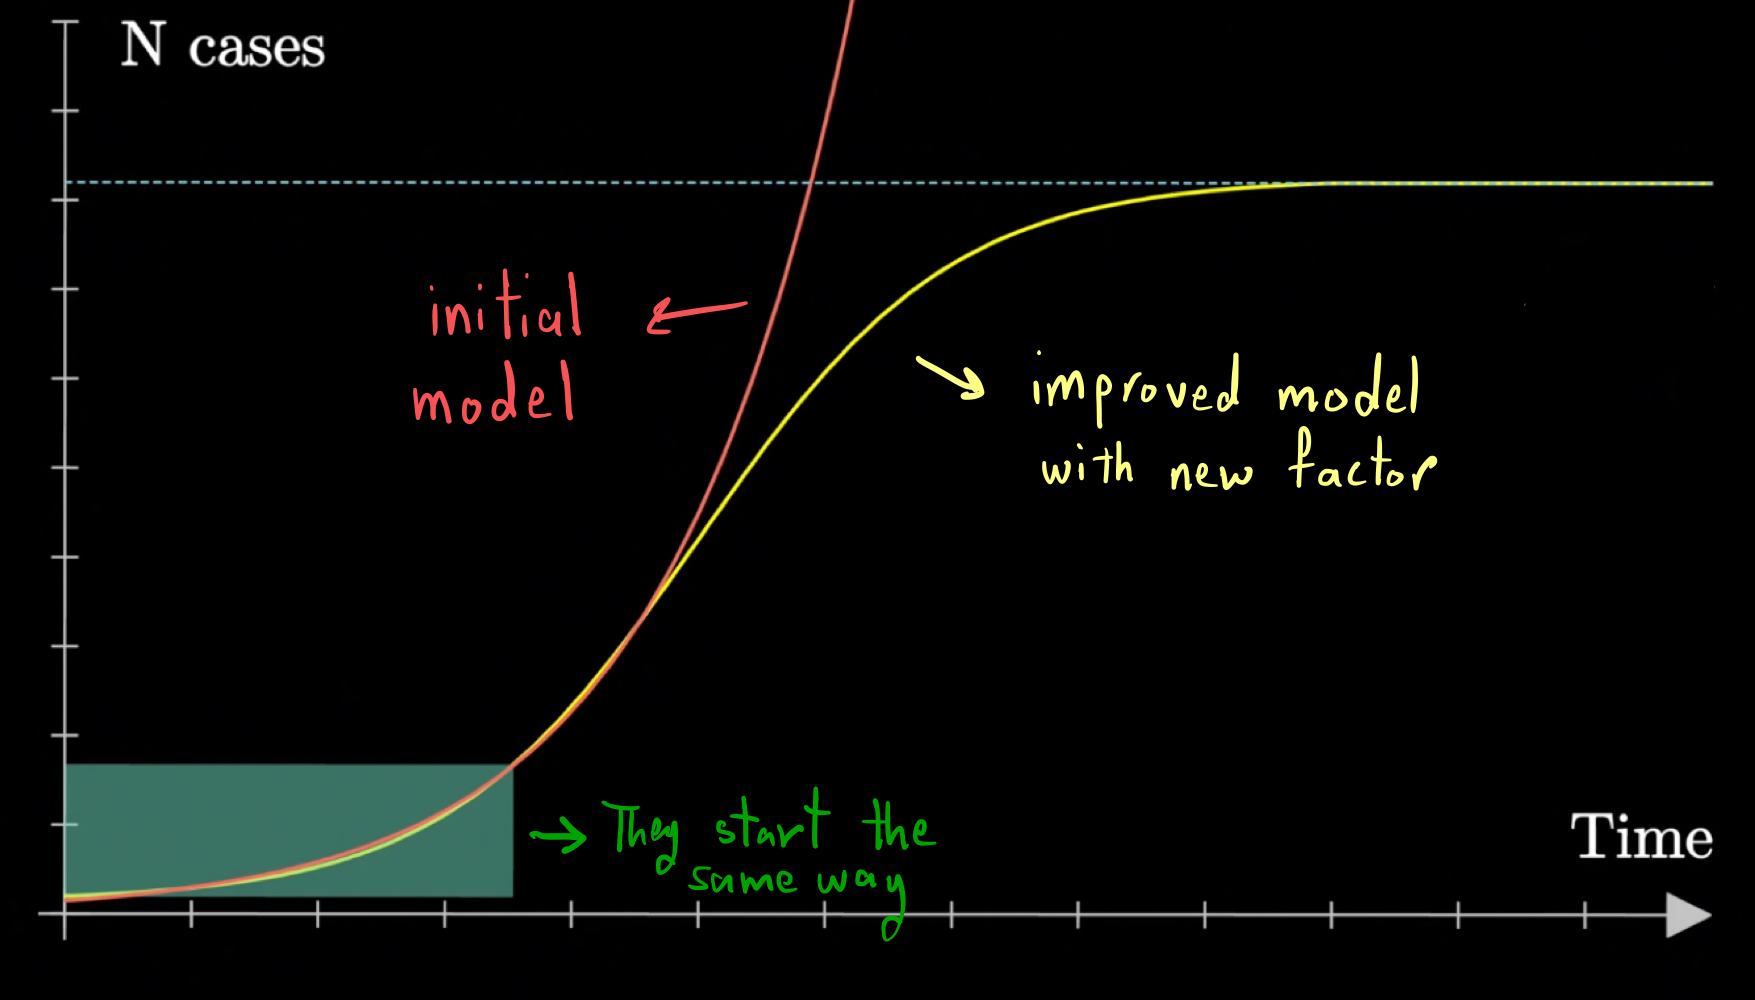 N cases
initial
model
improved model
with new factor
They start the
same way
Time